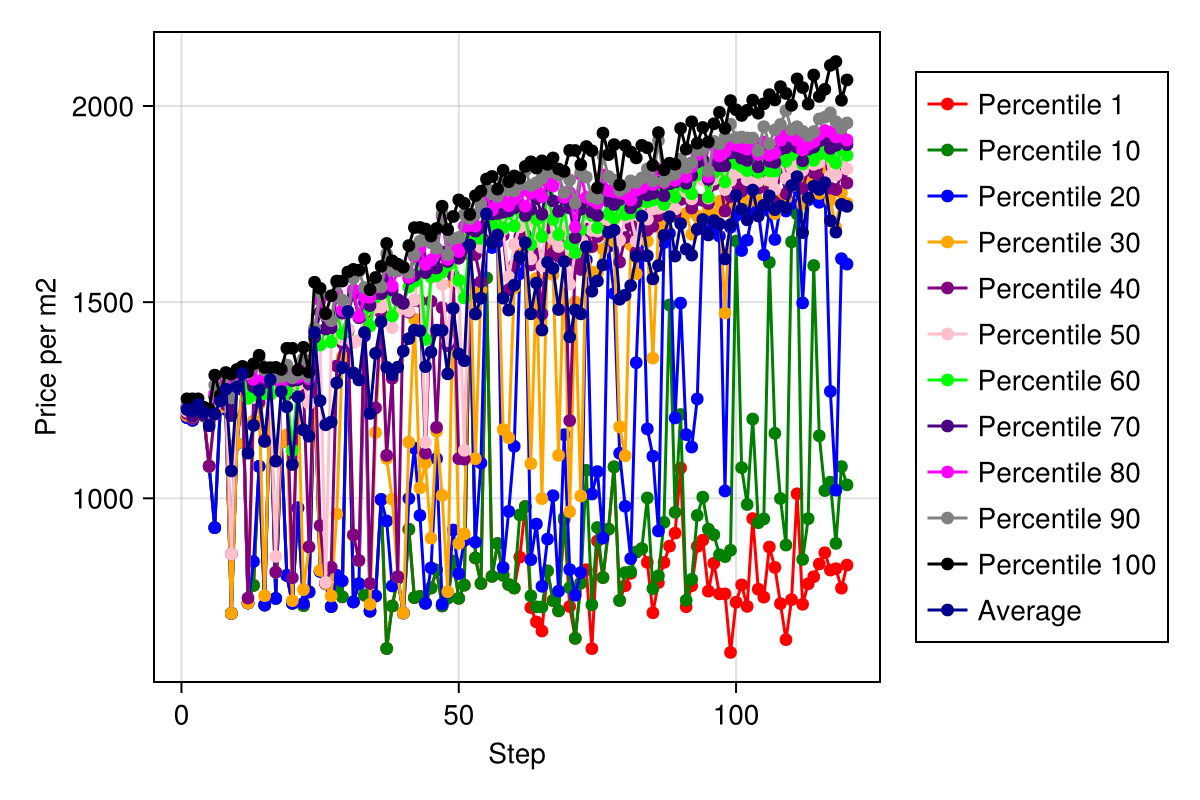 2000
1500
1000
Price per m2
0
50
100
Step
Percentile 1
Percentile 10
Percentile 20
Percentile 30
Percentile 40
Percentile 50
Percentile 60
Percentile 70
Percentile 80
Percentile 90
Percentile 100
Average